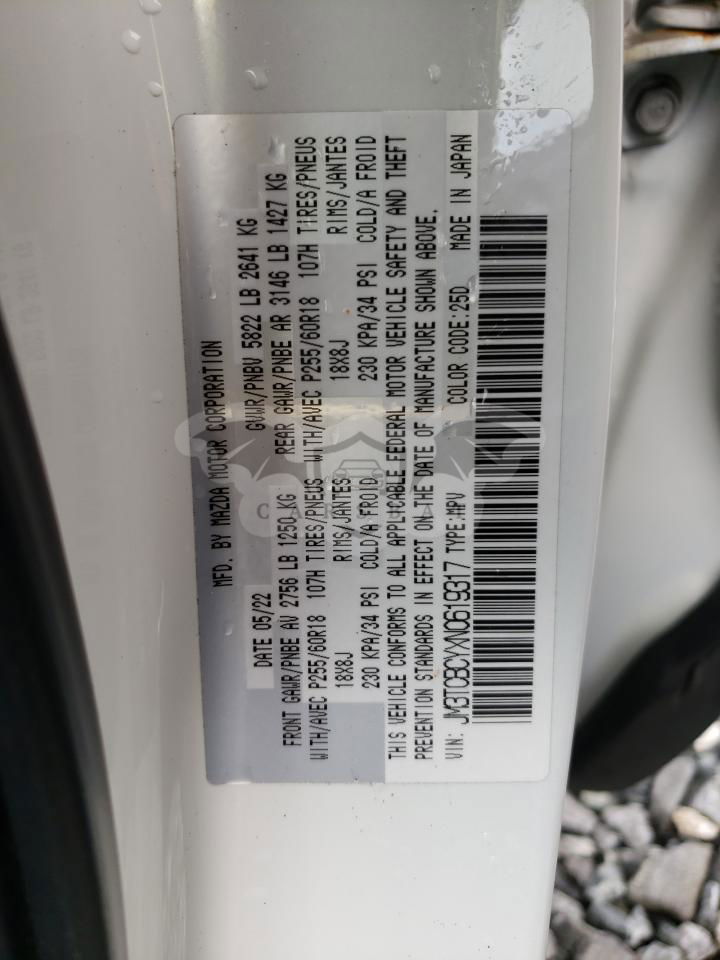 MFD. BY MAZDA MOTOR CORPORATION
DATE 05/22 GVWR/PNBV 5822 LB 2641 KG
FRONT GAWR/PNBE AV 2756 LB 1250 KG REAR GAWR/PNBE AR 3146 LB 1427 KG
WITH/AVEC P255/60R18 107H TIRES/PNEUS WITH/AVEC P255/60R18 107H TIRES/PNEUS
18X8J RIMS/JANTES 18X8J RIMS/JANTES
230 KPA/34 PSI COLD/A FROID 230 KPA/34 PSI COLD/A FROID
THIS VEHICLE CONFORMS TO ALL APPLICABLE FEDERAL MOTOR VEHICLE SAFETY AND THEFT
PREVENTION STANDARDS IN EFFECT ON THE DATE OF MANUFACTURE SHOWN ABOVE.
VIN: JM3TCBCYXN0619317 TYPE:MPV COLOR CODE:25D MADE IN JAPAN